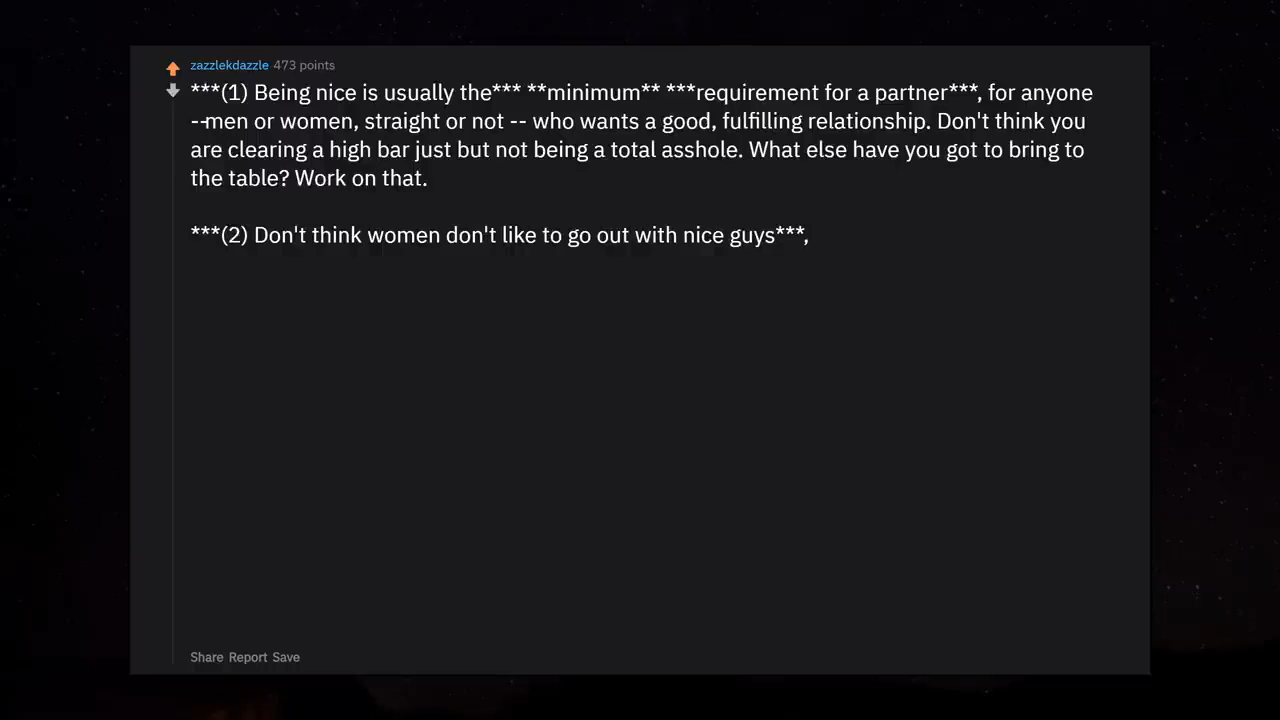 zazzlekdazzle 473 points
***(1) Being nice is usually the*** **minimum** ***requirement for a partner***, for anyone
--men or women, straight or not -- who wants a good, fulfilling relationship. Don't think you
are clearing a high bar just but not being a total asshole. What else have you got to bring to
the table? Work on that.
***(2) Don't think women don't like to go out with nice guys***,
Share Report Save